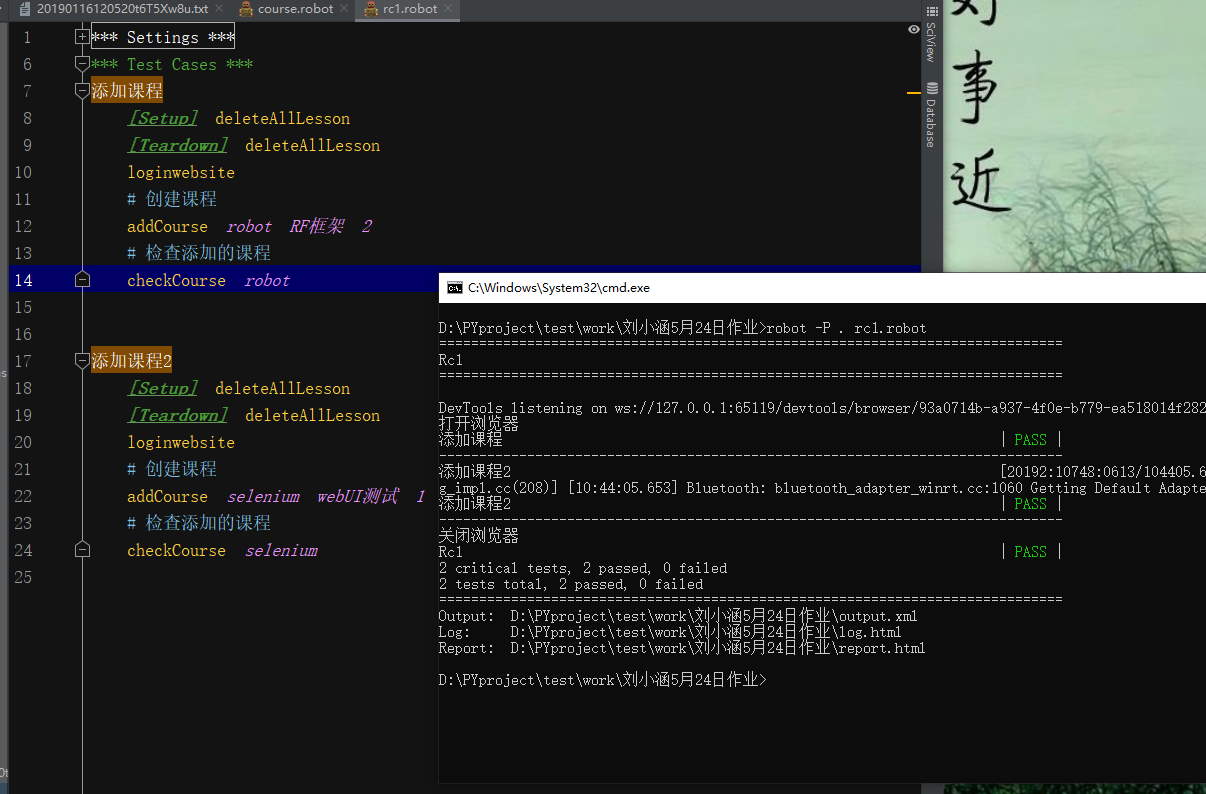 20190116120520t6T5Xw8u.txt
course.robot
rc1.robot
1 *** Settings ***
6 *** Test Cases ***
7 添加课程
8 [Setup] deleteAllLesson
9 [Teardown] deleteAllLesson
10 loginwebsite
11 # 创建课程
12 addCourse robot RF框架 2
13 # 检查添加的课程
14 checkCourse robot
15
16
17 添加课程2
18 [Setup] deleteAllLesson
19 [Teardown] deleteAllLesson
20 loginwebsite
21 # 创建课程
22 addCourse selenium webUI测试 1
23 # 检查添加的课程
24 checkCourse selenium
25
SciView
Database
好
事
近
C:\Windows\System32\cmd.exe
D:\PYproject\test\work\刘小涵5月24日作业>robot -P . rc1.robot
==============================================================================
Rc1
==============================================================================
DevTools listening on ws://127.0.0.1:65119/devtools/browser/93a0714b-a937-4f0e-b779-ea518014f282
打开浏览器
添加课程 | PASS |
------------------------------------------------------------------------------
添加课程2 [20192:10748:0613/104405.6
g_impl.cc(208)] [10:44:05.653] Bluetooth: bluetooth_adapter_winrt.cc:1060 Getting Default Adapte
添加课程2 | PASS |
------------------------------------------------------------------------------
关闭浏览器
Rc1 | PASS |
2 critical tests, 2 passed, 0 failed
2 tests total, 2 passed, 0 failed
==============================================================================
Output: D:\PYproject\test\work\刘小涵5月24日作业\output.xml
Log: D:\PYproject\test\work\刘小涵5月24日作业\log.html
Report: D:\PYproject\test\work\刘小涵5月24日作业\report.html
D:\PYproject\test\work\刘小涵5月24日作业>